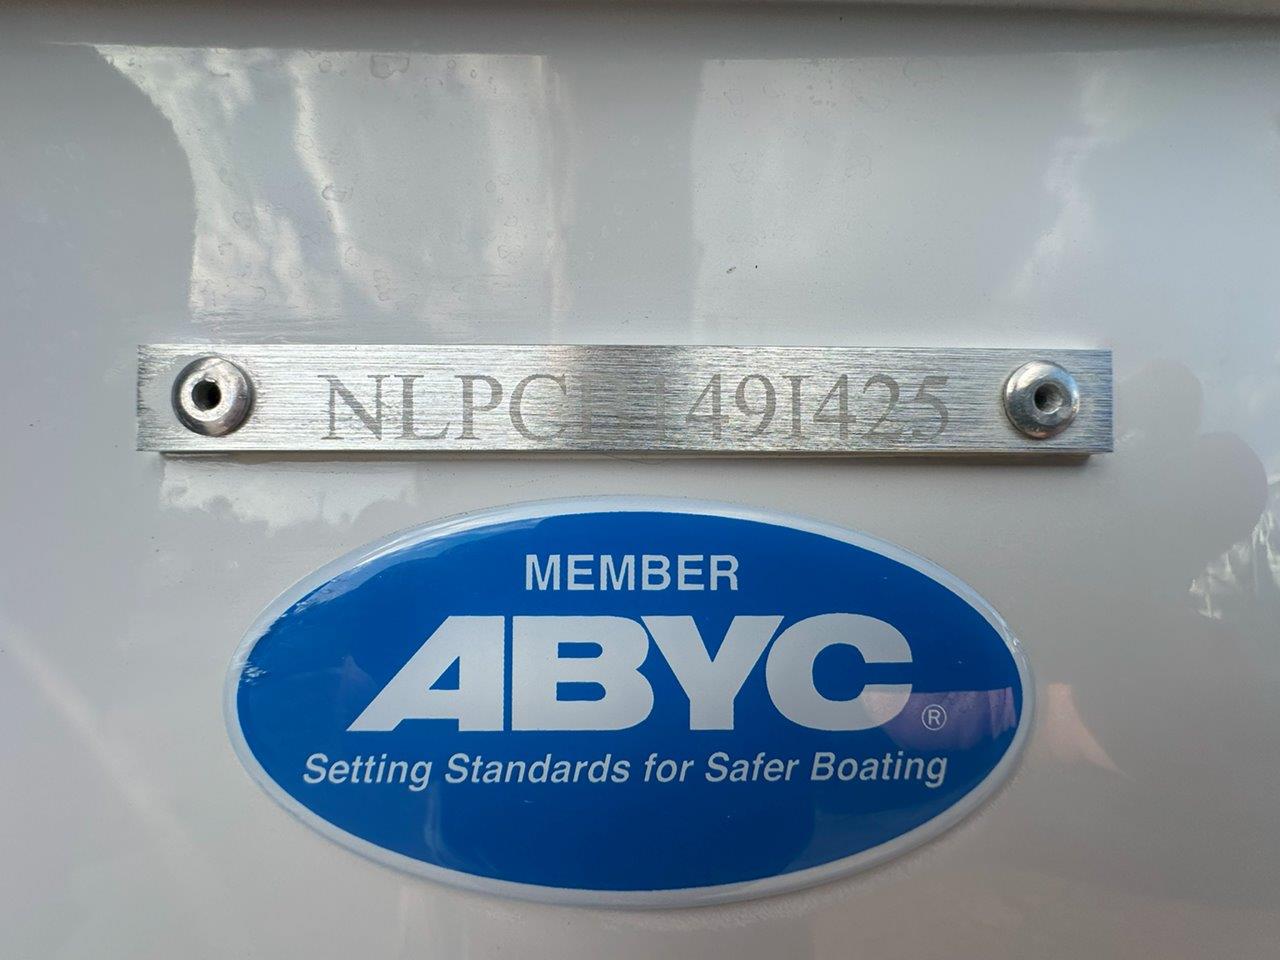 MEMBER
ABYC®
Setting Standards for Safer Boating